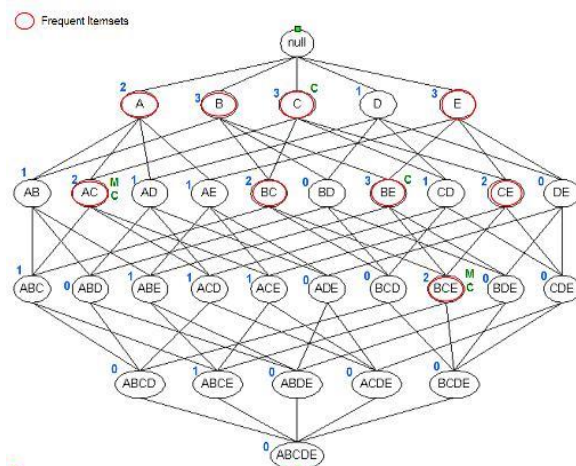 Frequent Itemsets
null
2 A 3 B 3 C C 1 D 3 E
1 AB 2 AC M C 1 AD 1 AE 2 BC 0 BD 3 BE C 1 CD 2 CE 0 DE
1 ABC 0 ABD 1 ABE 1 ACD 1 ACE 0 ADE 0 BCD 2 BCE M C 0 BDE 0 CDE
0 ABCD 1 ABCE 0 ABDE 0 ACDE 0 BCDE
0 ABCDE